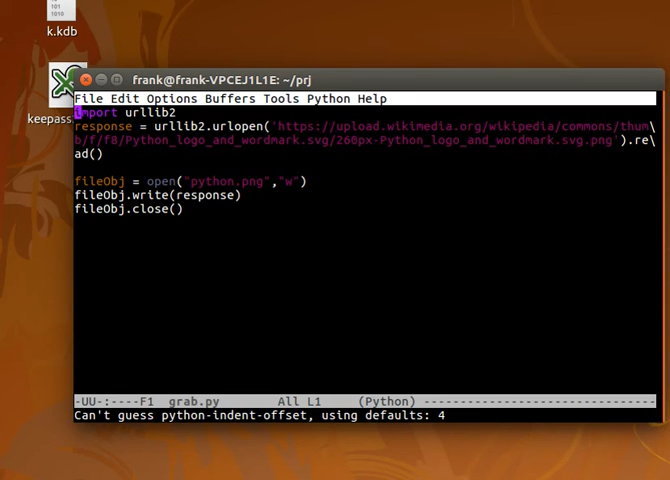 101
1010
k.kdb
keepass
frank@frank-VPCEJ1L1E: ~/prj
File Edit Options Buffers Tools Python Help
import urllib2
response = urllib2.urlopen('https://upload.wikimedia.org/wikipedia/commons/thum\
b/f/f8/Python_logo_and_wordmark.svg/260px-Python_logo_and_wordmark.svg.png').re\
ad()
fileObj = open("python.png","w")
fileObj.write(response)
fileObj.close()
-UU-:----F1 grab.py All L1 (Python) --------------------------------
Can't guess python-indent-offset, using defaults: 4